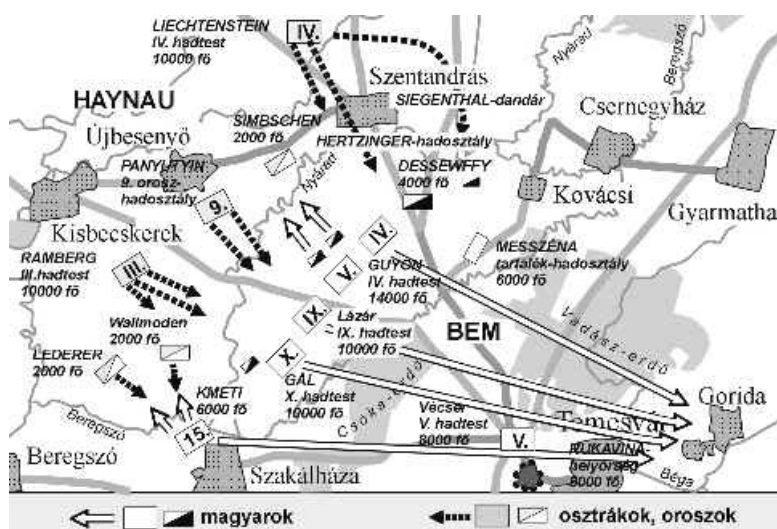 LIECHTENSTEIN
IV. hadtest
10000 fő
IV.
HAYNAU
Szentandrás
SIEGENTHAL-dandár
Nyárád
Beregszó
Csernegyház
Újbesenyő
SIMBSCHEN
2000 fő
HERTZINGER-hadosztály
PANYUTYIN
9. orosz-
hadosztály
Nyárád
DESSEWFFY
4000 fő
9.
Kovácsi
Gyarmatha
Kisbecskerek
IV.
V.
GUYON
IV. hadtest
14000 fő
MESSZÉNA
tartalék-hadosztály
6000 fő
RAMBERG
III.hadtest
10000 fő
III.
Wallmoden
2000 fő
IX.
Lázár
IX. hadtest
10000 fő
BEM
Vadász-erdő
LEDERER
2000 fő
X.
GÁL
X. hadtest
10000 fő
KMETI
6000 fő
Csóka-erdő
Vécsei
V. hadtest
8000 fő
V.
Temesvár
Gorida
Beregszó
15.
Beregszó
Szakálháza
RUKAVINA
helyőrség
8000 fő
Béga
magyarok
osztrákok, oroszok